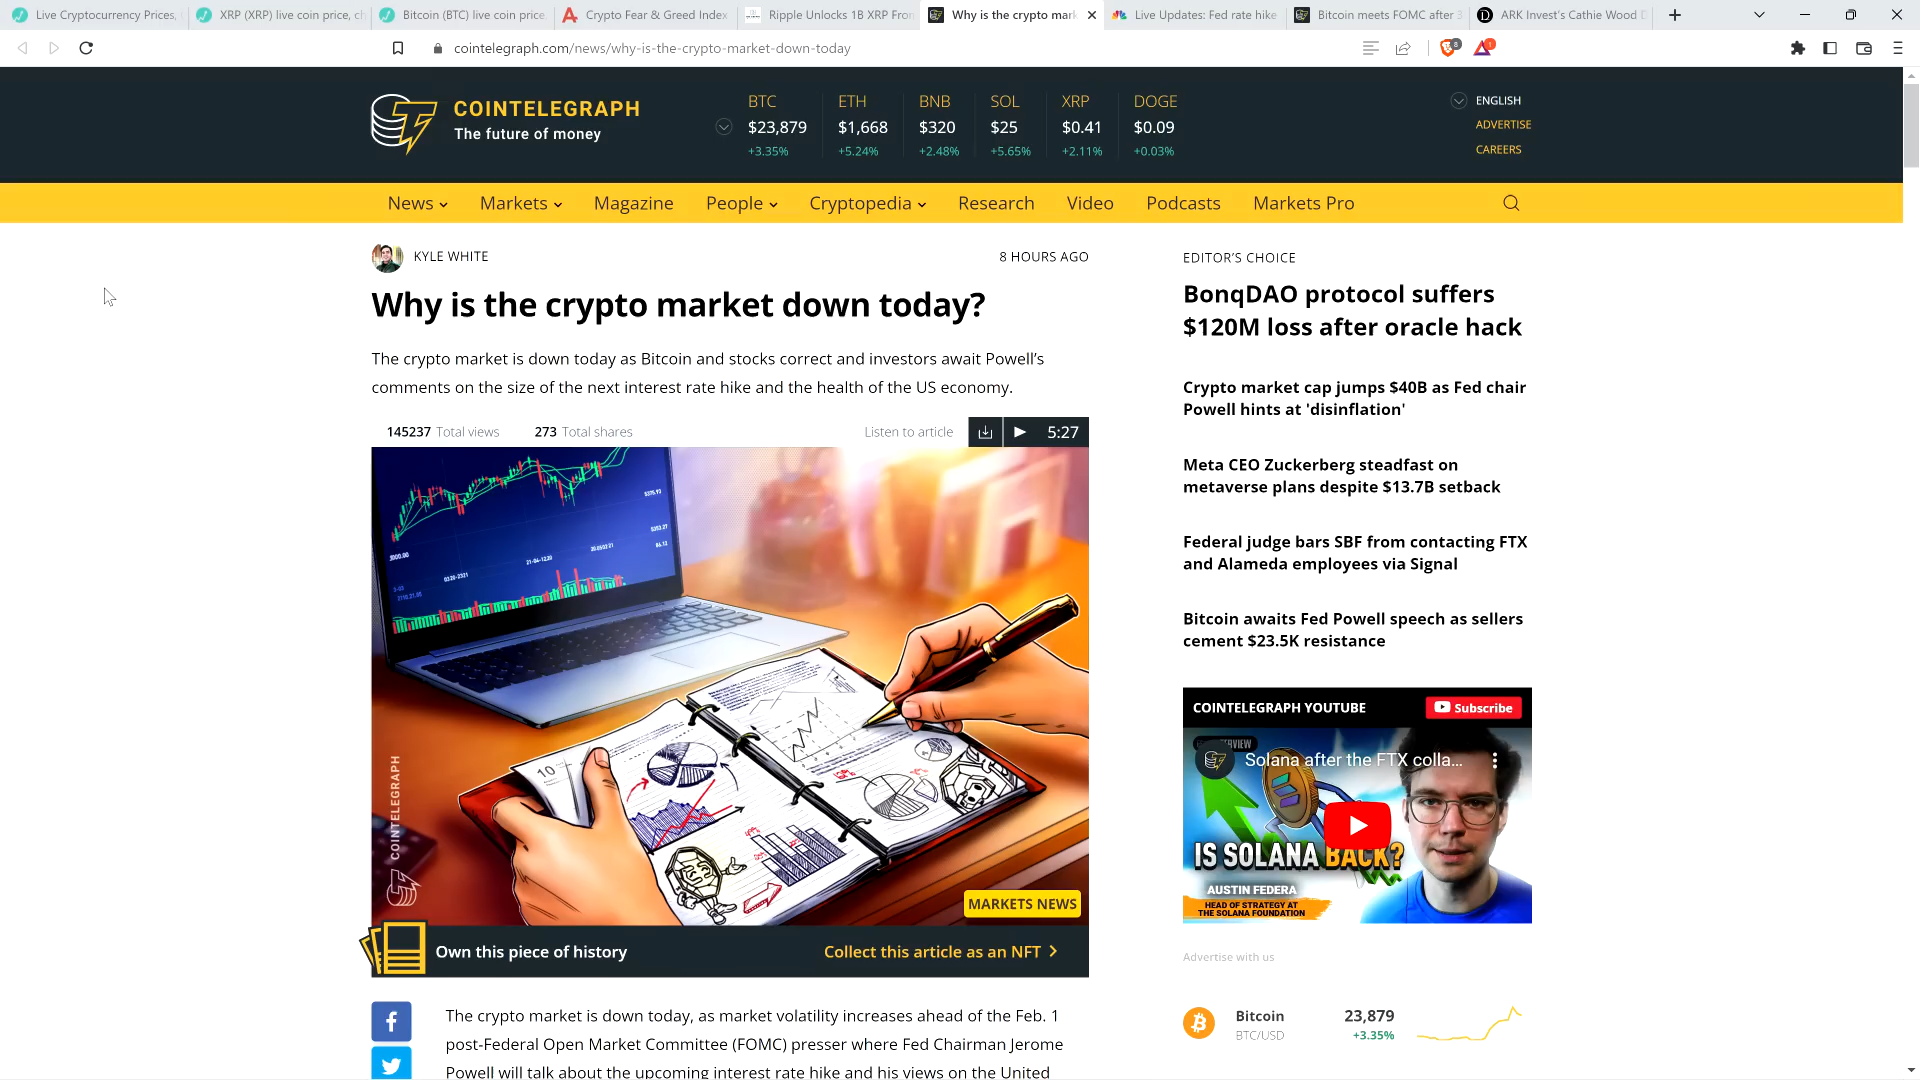 Live Cryptocurrency Prices,
XRP (XRP) live coin price, ch
Bitcoin (BTC) live coin price,
Crypto Fear & Greed Index
Ripple Unlocks 1B XRP From
Why is the crypto mar
Live Updates: Fed rate hike
Bitcoin meets FOMC after 3
ARK Invest's Cathie Wood D
cointelegraph.com/news/why-is-the-crypto-market-down-today
8
1
COINTELEGRAPH
The future of money
BTC ETH BNB SOL XRP DOGE
$23,879 $1,668 $320 $25 $0.41 $0.09
+3.35% +5.24% +2.48% +5.65% +2.11% +0.03%
ENGLISH
ADVERTISE
CAREERS
News Markets Magazine People Cryptopedia Research Video Podcasts Markets Pro
KYLE WHITE 8 HOURS AGO
Why is the crypto market down today?
The crypto market is down today as Bitcoin and stocks correct and investors await Powell's
comments on the size of the next interest rate hike and the health of the US economy.
145237 Total views 273 Total shares Listen to article 5:27
10
COINTELEGRAPH
MARKETS NEWS
Own this piece of history Collect this article as an NFT
The crypto market is down today, as market volatility increases ahead of the Feb. 1
post-Federal Open Market Committee (FOMC) presser where Fed Chairman Jerome
Powell will talk about the upcoming interest rate hike and his views on the United
EDITOR'S CHOICE
BonqDAO protocol suffers
$120M loss after oracle hack
Crypto market cap jumps $40B as Fed chair
Powell hints at 'disinflation'
Meta CEO Zuckerberg steadfast on
metaverse plans despite $13.7B setback
Federal judge bars SBF from contacting FTX
and Alameda employees via Signal
Bitcoin awaits Fed Powell speech as sellers
cement $23.5K resistance
COINTELEGRAPH YOUTUBE Subscribe
Solana after the FTX colla...
IS SOLANA BACK?
AUSTIN FEDERA
HEAD OF STRATEGY AT
THE SOLANA FOUNDATION
Advertise with us
Bitcoin 23,879
BTC/USD +3.35%